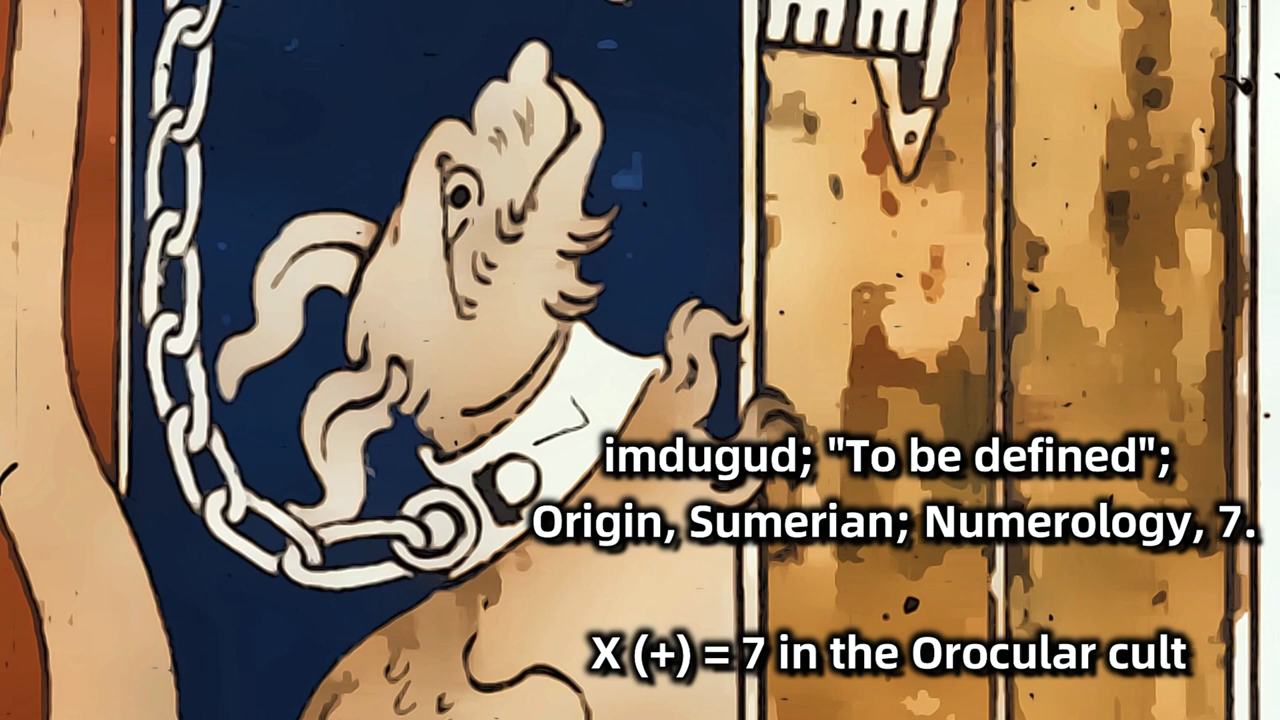 imdugud; "To be defined";
Origin, Sumerian; Numerology, 7.
X (+) = 7 in the Orocular cult